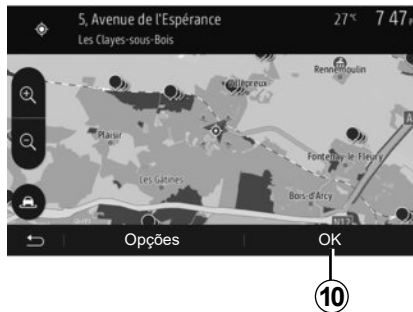 5, Avenue de l'Espérance
27°C
7 47
Les Clayes-sous-Bois
Rennemoulin
Villepreux
Plaisir
Fontenay-le-Fleury
Les Gâtines
Bois-d'Arcy
N12
A
Opções
OK
10